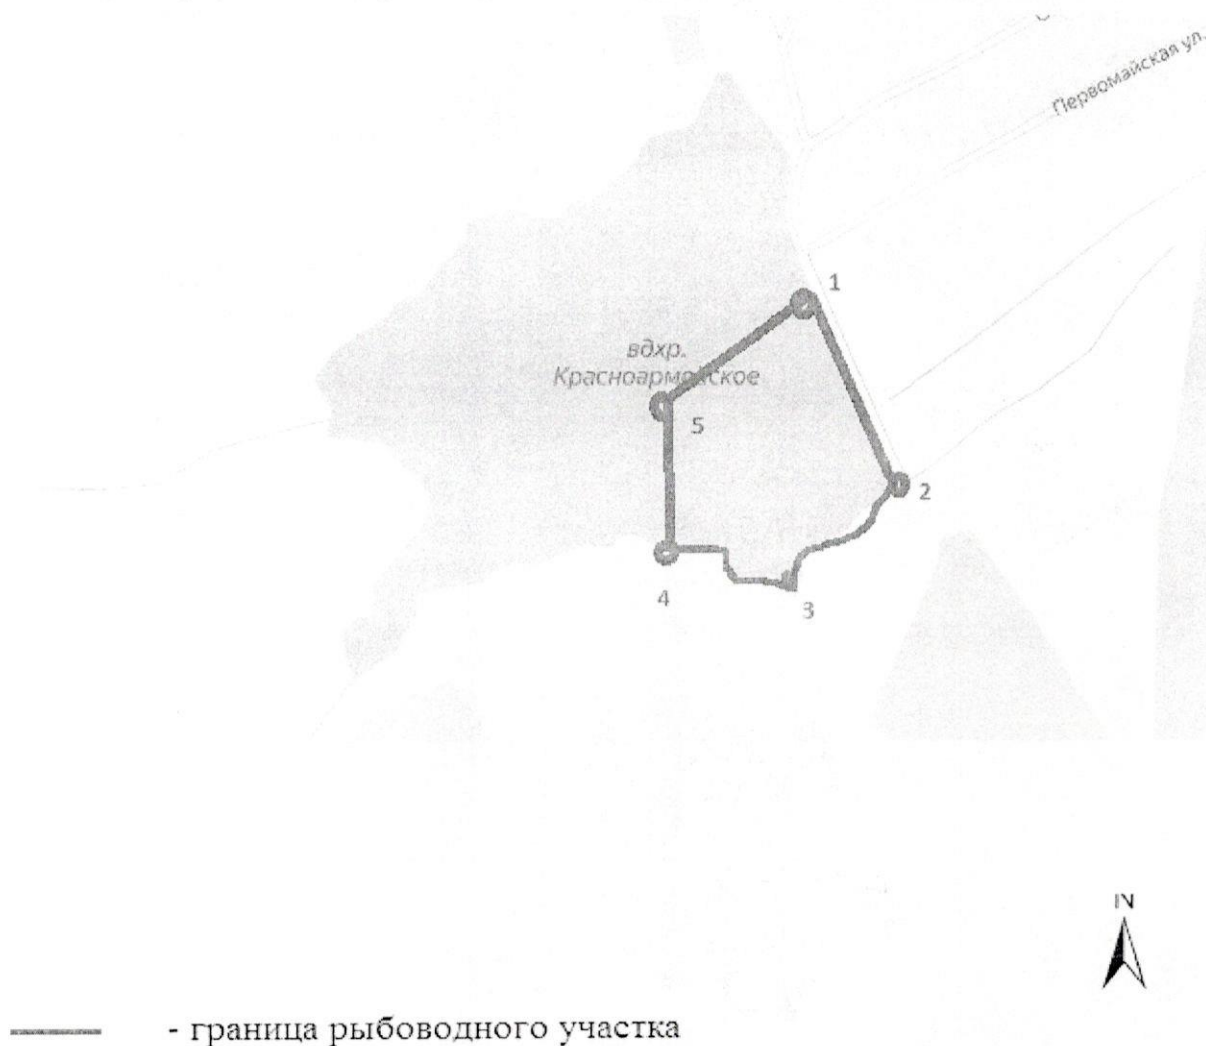 Первомайская ул.
1
вдхр.
Красноармейское
5
2
4
3
N
- граница рыбоводного участка